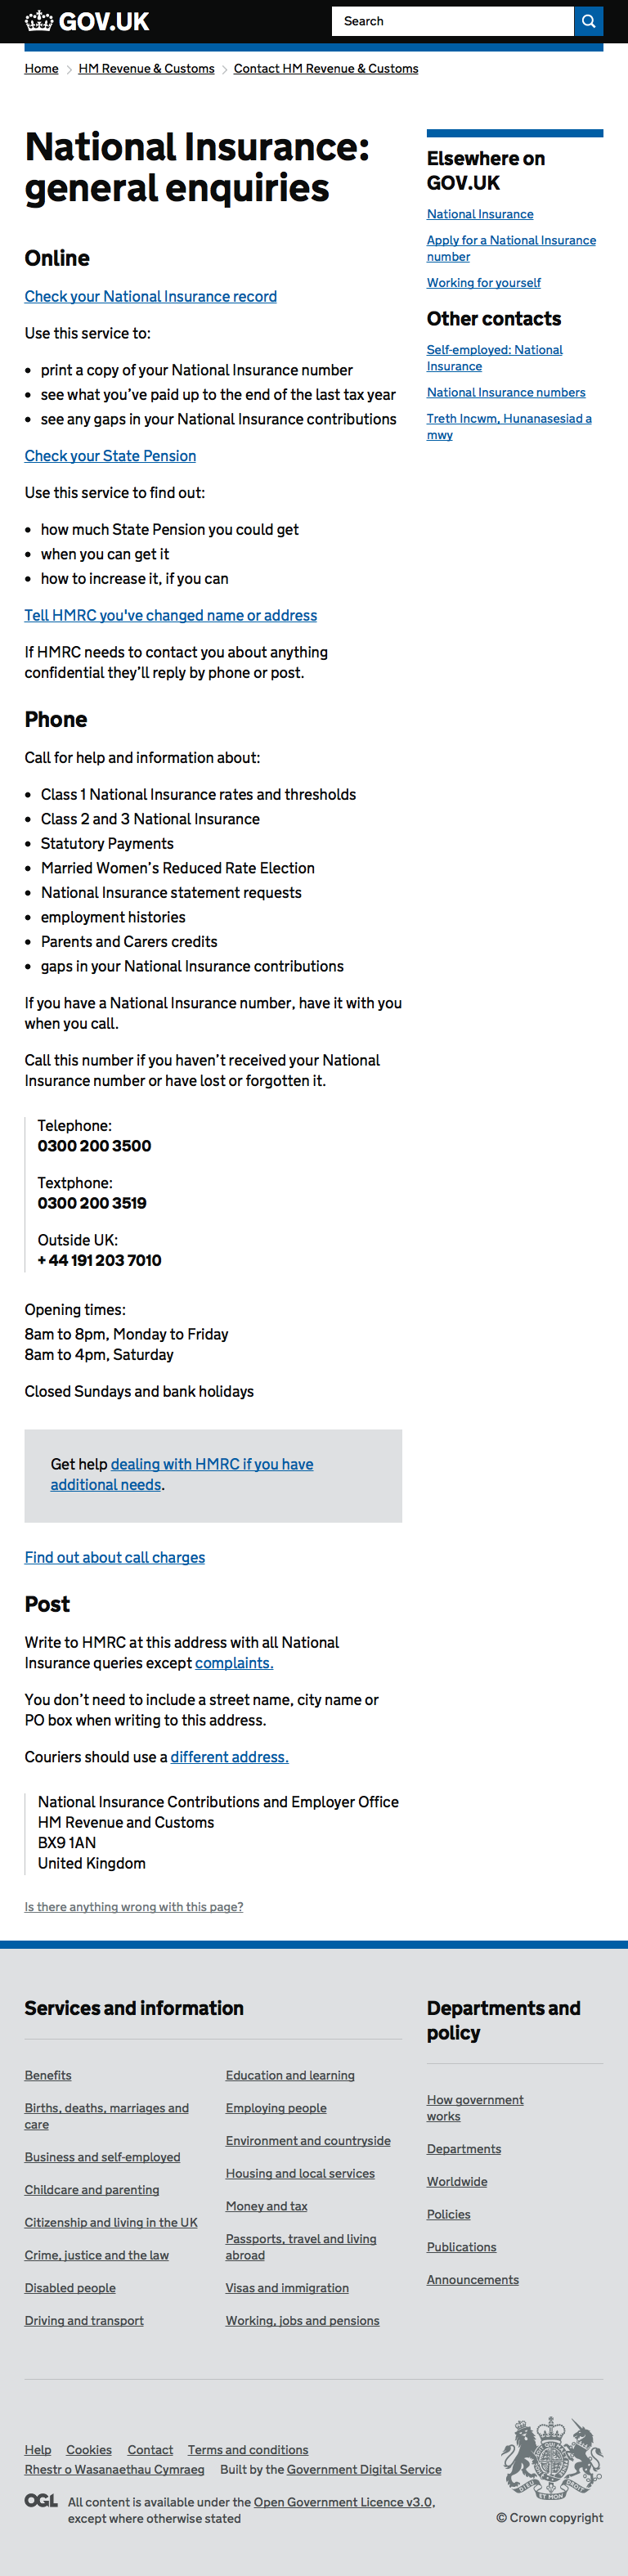 GOV.UK
Search
Home
HM Revenue & Customs
Contact HM Revenue & Customs
National Insurance:
general enquiries
Online
Check your National Insurance record
Use this service to:
• print a copy of your National Insurance number
• see what you’ve paid up to the end of the last tax year
• see any gaps in your National Insurance contributions
Check your State Pension
Use this service to find out:
• how much State Pension you could get
• when you can get it
• how to increase it, if you can
Tell HMRC you've changed name or address
If HMRC needs to contact you about anything
confidential they’ll reply by phone or post.
Phone
Call for help and information about:
• Class 1 National Insurance rates and thresholds
• Class 2 and 3 National Insurance
• Statutory Payments
• Married Women’s Reduced Rate Election
• National Insurance statement requests
• employment histories
• Parents and Carers credits
• gaps in your National Insurance contributions
If you have a National Insurance number, have it with you
when you call.
Call this number if you haven’t received your National
Insurance number or have lost or forgotten it.
Telephone:
0300 200 3500
Textphone:
0300 200 3519
Outside UK:
+44 191 203 7010
Opening times:
8am to 8pm, Monday to Friday
8am to 4pm, Saturday
Closed Sundays and bank holidays
Get help dealing with HMRC if you have
additional needs.
Find out about call charges
Post
Write to HMRC at this address with all National
Insurance queries except complaints.
You don’t need to include a street name, city name or
PO box when writing to this address.
Couriers should use a different address.
National Insurance Contributions and Employer Office
HM Revenue and Customs
BX9 1AN
United Kingdom
Is there anything wrong with this page?
Elsewhere on
GOV.UK
National Insurance
Apply for a National Insurance
number
Working for yourself
Other contacts
Self-employed: National
Insurance
National Insurance numbers
Treth Incwm, Hunanasesiad a
mwy
Services and information
Benefits
Births, deaths, marriages and
care
Business and self-employed
Childcare and parenting
Citizenship and living in the UK
Crime, justice and the law
Disabled people
Driving and transport
Education and learning
Employing people
Environment and countryside
Housing and local services
Money and tax
Passports, travel and living
abroad
Visas and immigration
Working, jobs and pensions
Departments and
policy
How government
works
Departments
Worldwide
Policies
Publications
Announcements
Help
Cookies
Contact
Terms and conditions
Rhestr o Wasanaethau Cymraeg
Built by the Government Digital Service
OGL
All content is available under the Open Government Licence v3.0,
except where otherwise stated
© Crown copyright